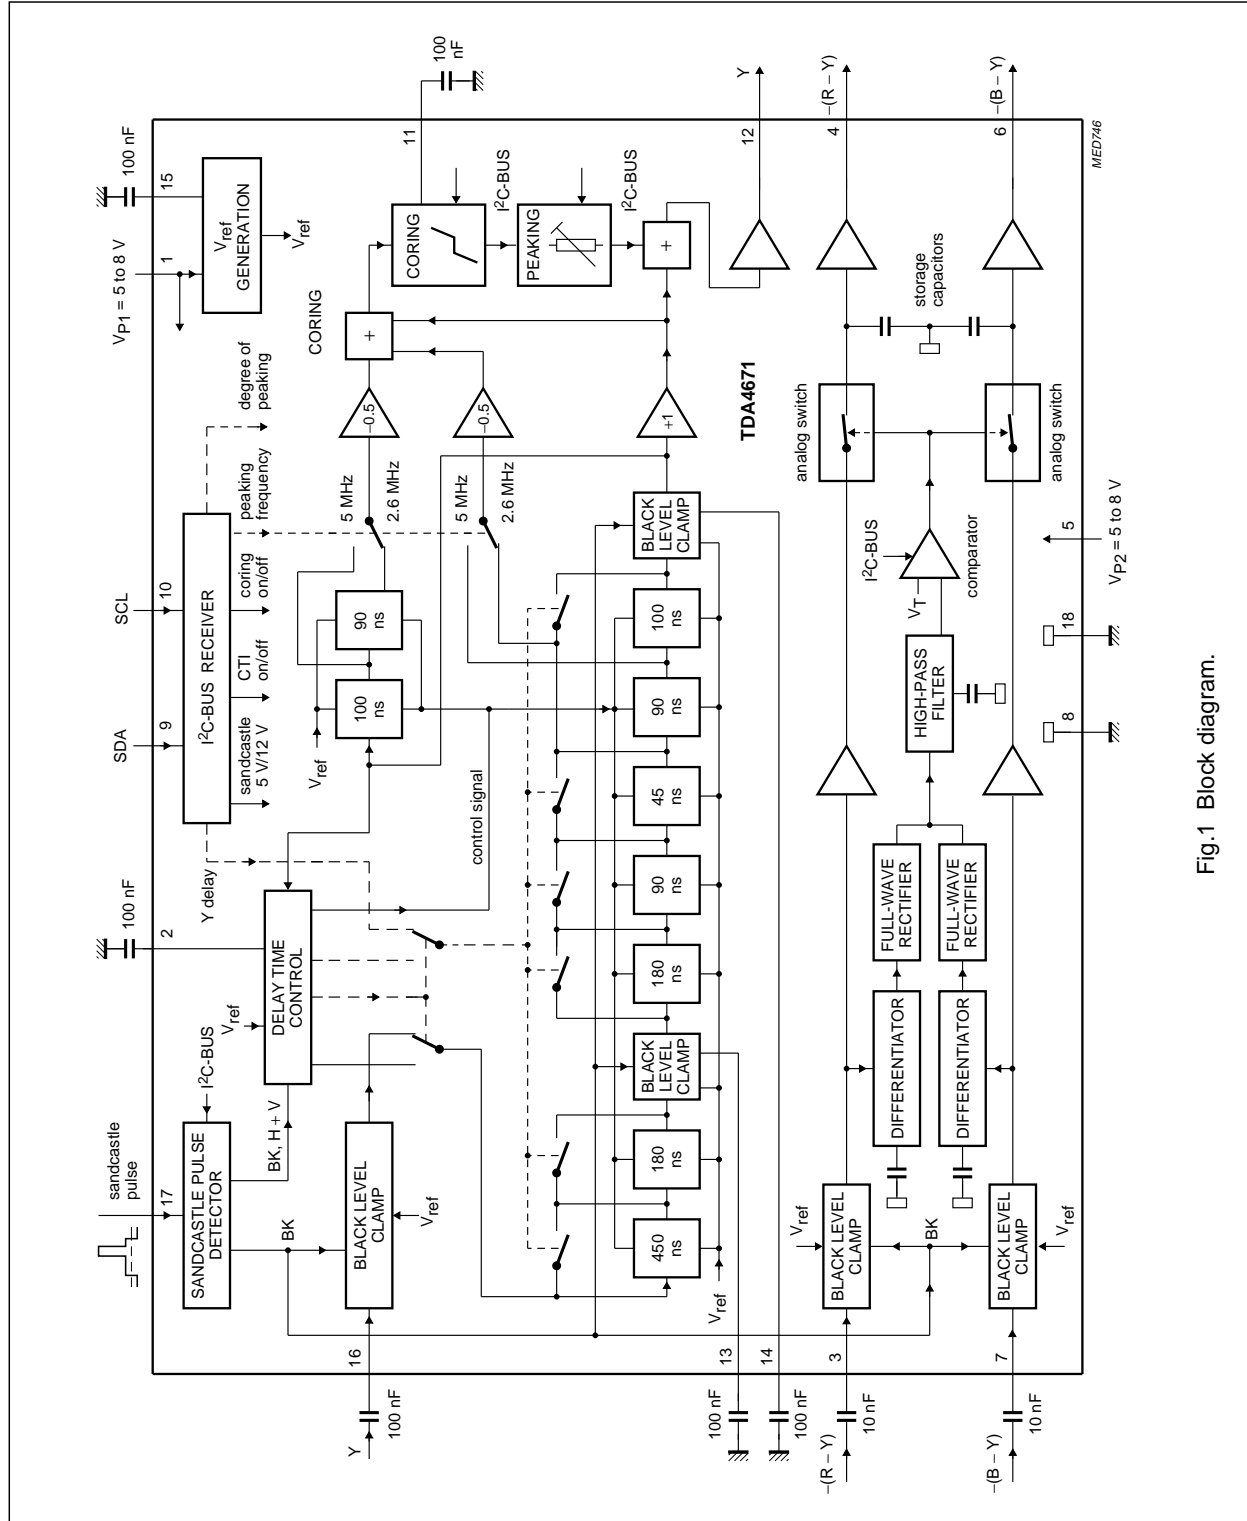 sandcastle
pulse
17
SANDCASTLE PULSE
DETECTOR
I²C-BUS
BK, H + V
BK
2
100 nF
Vref
DELAY TIME
CONTROL
Y delay
SDA
9
SCL
10
I²C-BUS RECEIVER
sandcastle
5 V/12 V
CTI
on/off
coring
on/off
peaking
frequency
degree of
peaking
VP1 = 5 to 8 V
1
15
100 nF
Vref
GENERATION
Vref
Y
100 nF
16
BLACK LEVEL
CLAMP
Vref
control signal
Vref
100
ns
90
ns
5 MHz
2.6 MHz
5 MHz
2.6 MHz
−0.5
−0.5
+
CORING
CORING
I²C-BUS
11
100
nF
PEAKING
I²C-BUS
+
450
ns
180
ns
BLACK
LEVEL
CLAMP
180
ns
90
ns
45
ns
90
ns
100
ns
BLACK
LEVEL
CLAMP
+1
Vref
12
Y
100 nF
13
100 nF
14
TDA4671
−(R − Y)
10 nF
3
Vref
BLACK LEVEL
CLAMP
BK
DIFFERENTIATOR
FULL-WAVE
RECTIFIER
DIFFERENTIATOR
FULL-WAVE
RECTIFIER
HIGH-PASS
FILTER
VT
I²C-BUS
comparator
analog switch
analog switch
storage
capacitors
4
−(R − Y)
−(B − Y)
10 nF
7
BLACK LEVEL
CLAMP
Vref
6
−(B − Y)
8
18
5
VP2 = 5 to 8 V
MED746
Fig.1 Block diagram.